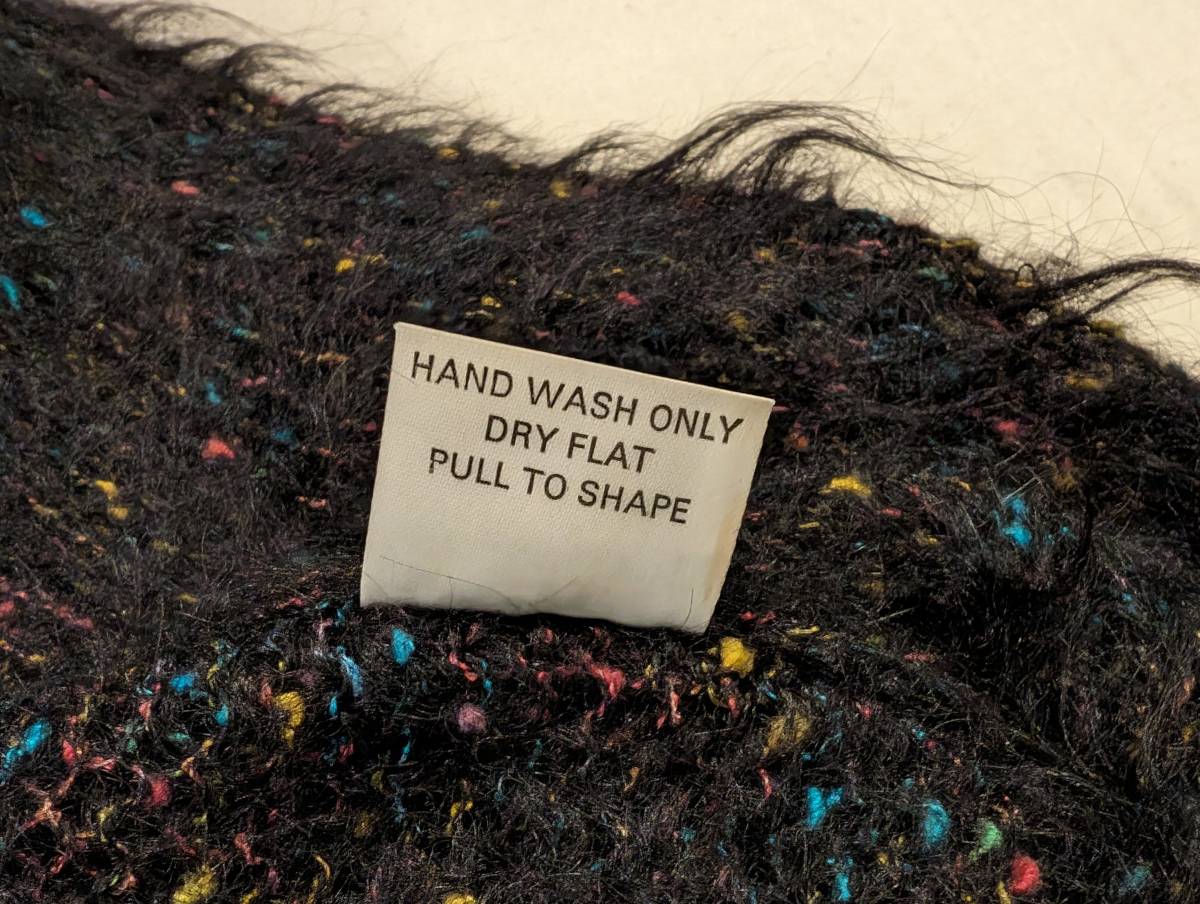 HAND WASH ONLY
DRY FLAT
PULL TO SHAPE